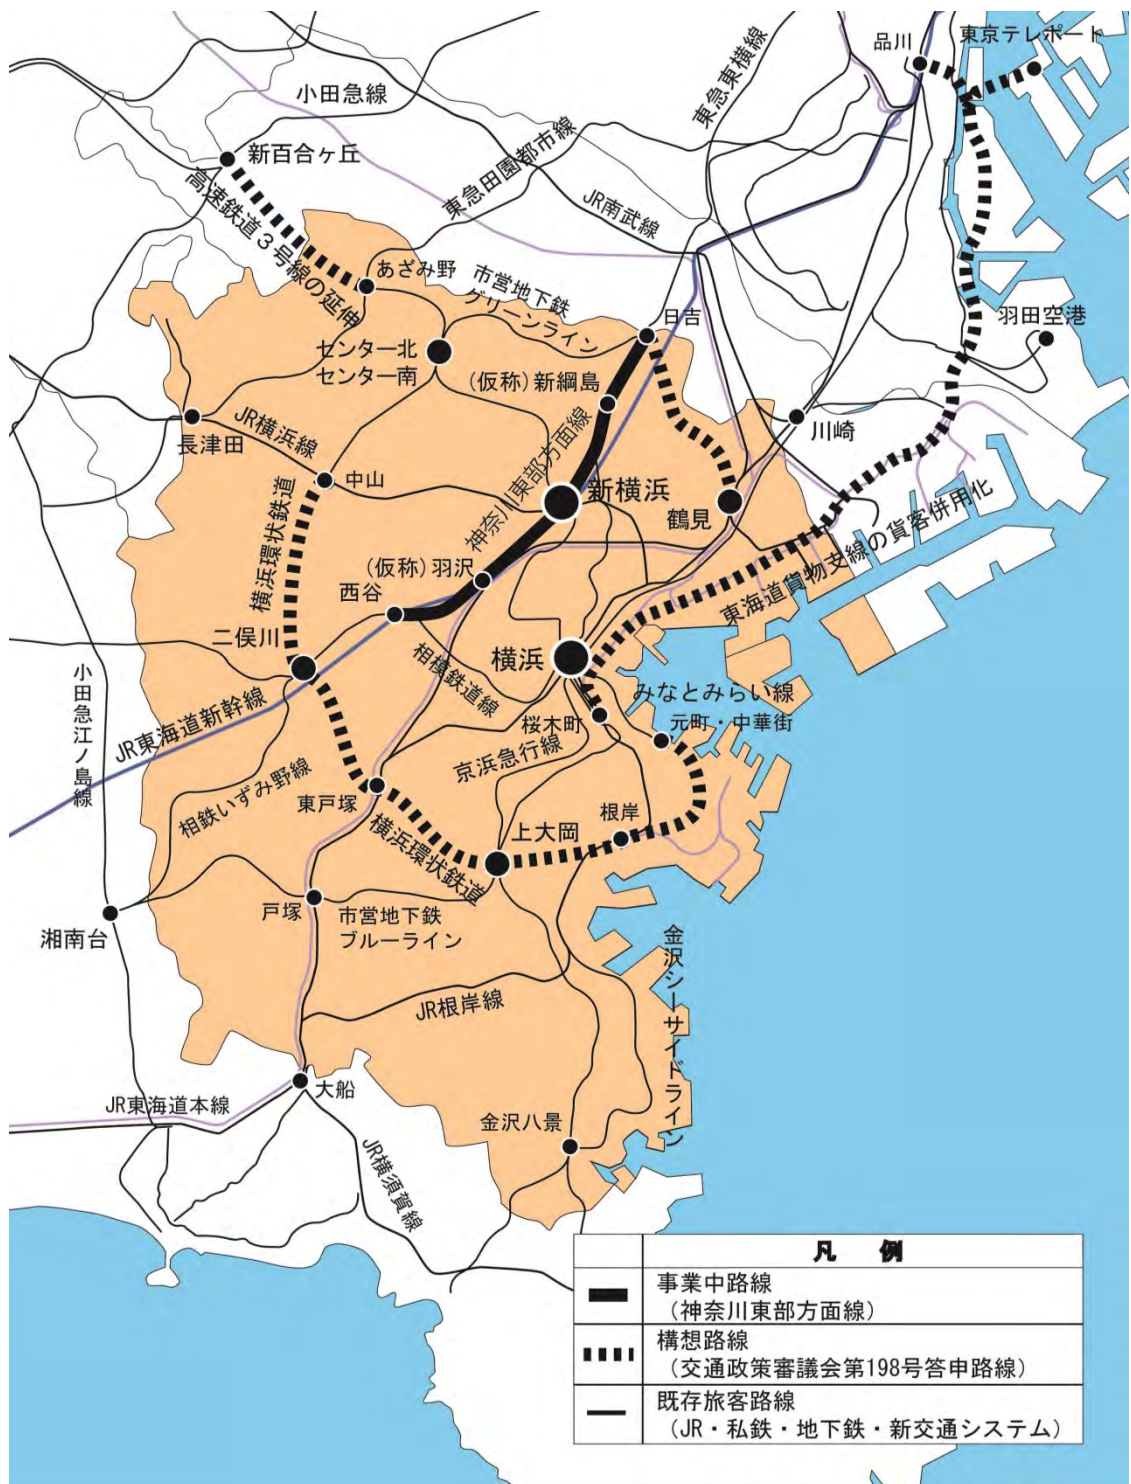 品川
東京テレポート
東急東横線
小田急線
新百合ヶ丘
東急田園都市線
JR南武線
高速鉄道3号線の延伸
あざみ野
市営地下鉄
グリーンライン
日吉
羽田空港
センター北
センター南
(仮称)新綱島
川崎
長津田
JR横浜線
中山
神奈川東部方面線
新横浜
鶴見
横浜環状鉄道
(仮称)羽沢
西谷
東海道貨物支線の貨客併用化
二俣川
横浜
相模鉄道線
みなとみらい線
桜木町
元町・中華街
小田急江ノ島線
JR東海道新幹線
京浜急行線
相鉄いずみ野線
東戸塚
根岸
上大岡
横浜環状鉄道
戸塚
市営地下鉄
ブルーライン
湘南台
金沢シーサイドライン
JR根岸線
大船
JR東海道本線
金沢八景
JR横須賀線
凡 例
事業中路線
(神奈川東部方面線)
構想路線
(交通政策審議会第198号答申路線)
既存旅客路線
(JR・私鉄・地下鉄・新交通システム)